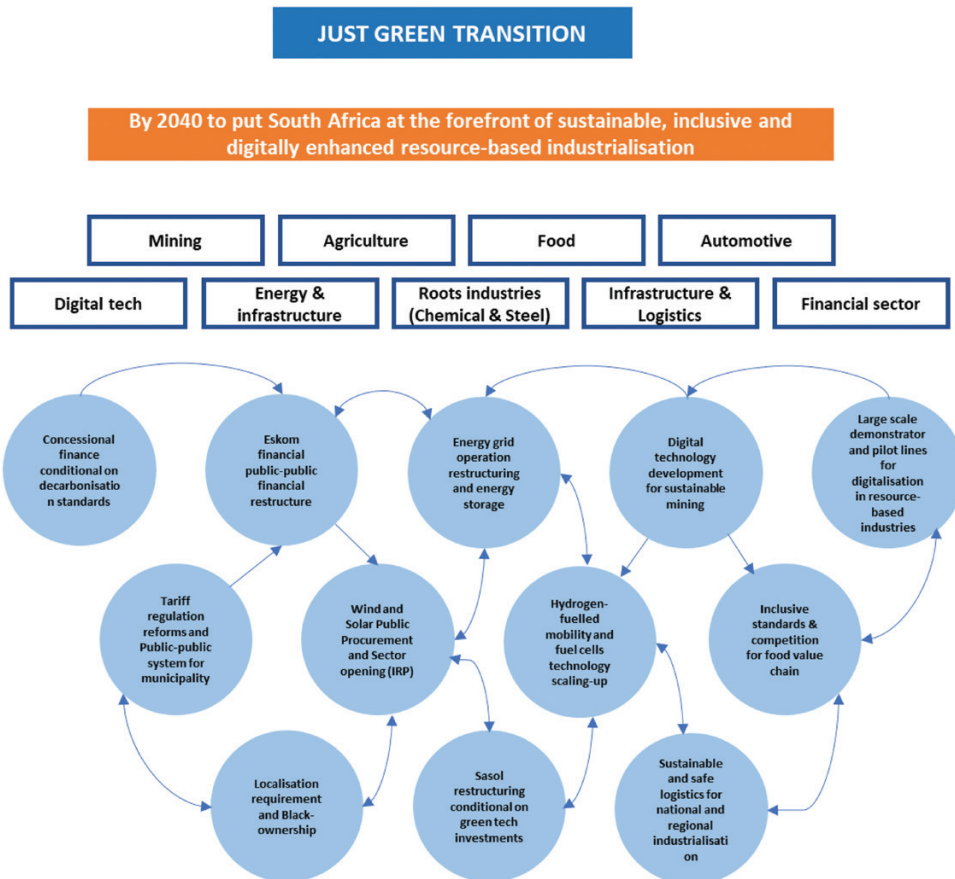 JUST GREEN TRANSITION
By 2040 to put South Africa at the forefront of sustainable, inclusive and
digitally enhanced resource-based industrialisation
Mining
Agriculture
Food
Automotive
Digital tech
Energy &
infrastructure
Roots industries
(Chemical & Steel)
Infrastructure &
Logistics
Financial sector
Concessional
finance
conditional on
decarbonisatio
n standards
Eskom
financial
public-public
financial
restructure
Energy grid
operation
restructuring
and energy
storage
Digital
technology
development
for sustainable
mining
Large scale
demonstrator
and pilot lines
for
digitalisation
in resource-
based
industries
Tariff
regulation
reforms and
Public-public
system for
municipality
Wind and
Solar Public
Procurement
and Sector
opening (IRP)
Hydrogen-
fuelled
mobility and
fuel cells
technology
scaling-up
Inclusive
standards &
competition
for food value
chain
Localisation
requirement
and Black-
ownership
Sasol
restructuring
conditional on
green tech
investments
Sustainable
and safe
logistics for
national and
regional
industrialisati
on